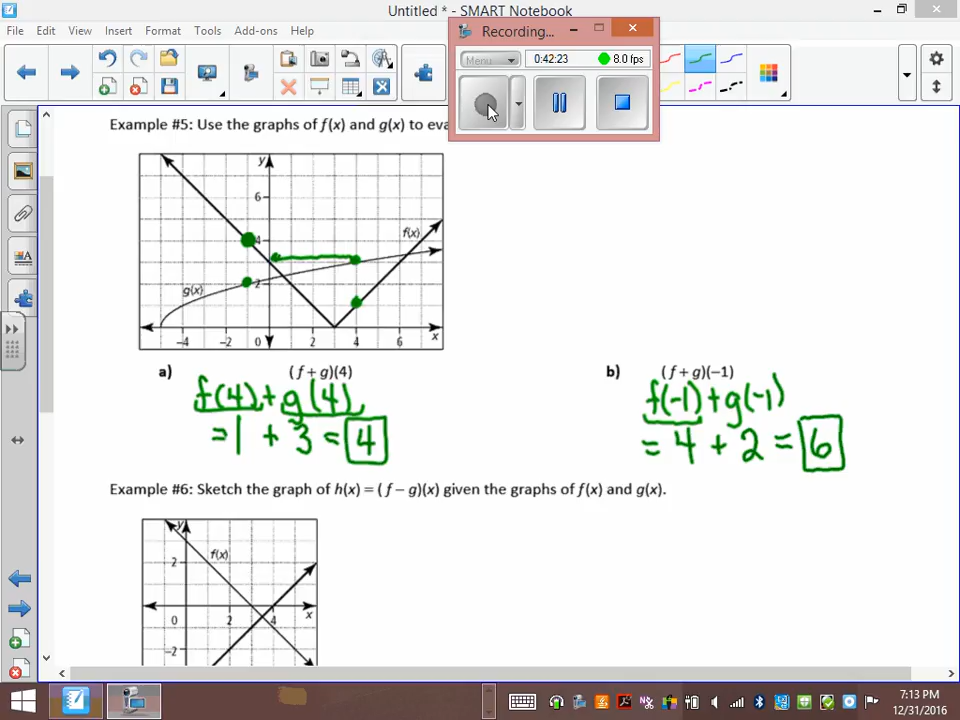 Untitled * - SMART Notebook
Recording...
File Edit View Insert Format Tools Add-ons Help
Menu 0:42:23 8.0 fps
Example #5: Use the graphs of f(x) and g(x) to eva
y
6
4
2
f(x)
g(x)
-4 -2 0 2 4 6 x
a) (f + g)(4)
b) (f + g)(−1)
f(4)+g(4)
f(-1)+g(-1)
=1 + 3 = 4
= 4 + 2 = 6
Example #6: Sketch the graph of h(x) = (f − g)(x) given the graphs of f(x) and g(x).
y
f(x)
2
0 2 4 x
-2
7:13 PM
12/31/2016